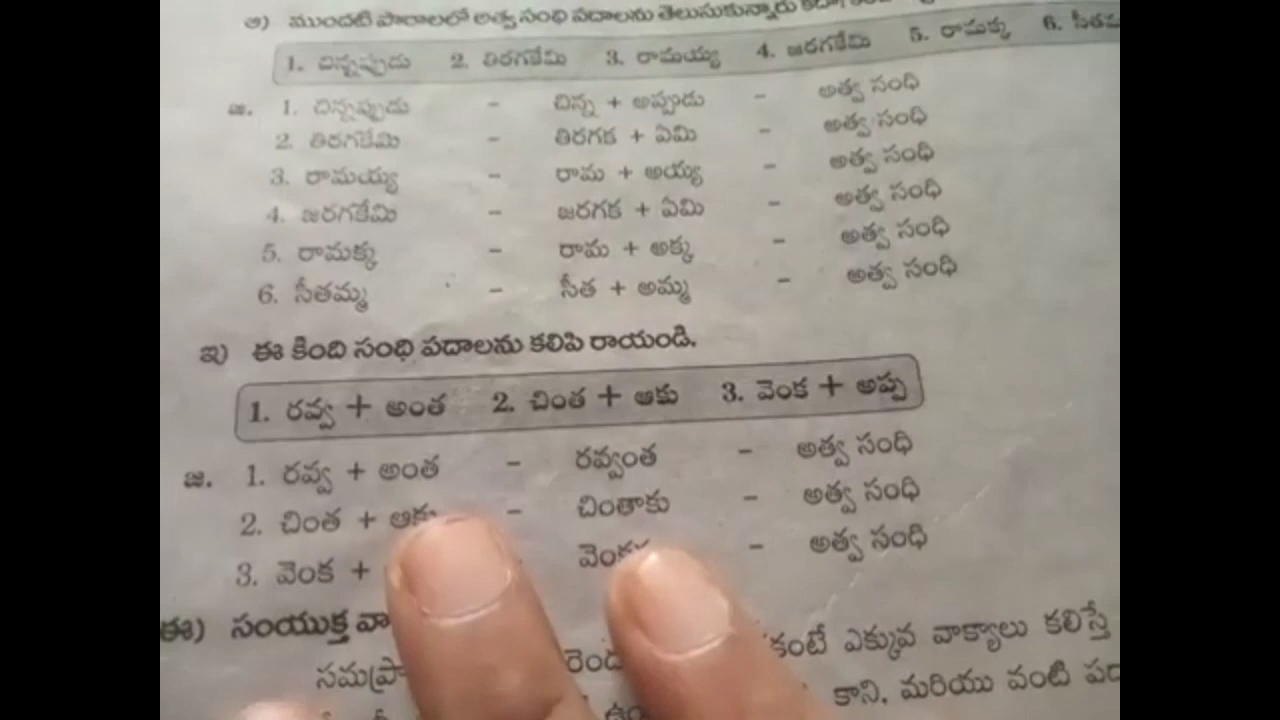 ఆ) ముందటి పాఠాలలో అత్వ సంధి పదాలను తెలుసుకున్నారు కదా!
1. చిన్నప్పుడు 2. తిరగకేమి 3. రామయ్య 4. జరగకేమి 5. రామక్క 6. సీతమ్మ
జ. 1. చిన్నప్పుడు - చిన్న + అప్పుడు - అత్వ సంధి
2. తిరగకేమి - తిరగక + ఏమి - అత్వ సంధి
3. రామయ్య - రామ + అయ్య - అత్వ సంధి
4. జరగకేమి - జరగక + ఏమి - అత్వ సంధి
5. రామక్క - రామ + అక్క - అత్వ సంధి
6. సీతమ్మ - సీత + అమ్మ - అత్వ సంధి
ఇ) ఈ కింది సంధి పదాలను కలిపి రాయండి.
1. రవ్వ + అంత 2. చింత + ఆకు 3. వెంక + అప్ప
జ. 1. రవ్వ + అంత - రవ్వంత - అత్వ సంధి
2. చింత + ఆకు - చింతాకు - అత్వ సంధి
3. వెంక + - అత్వ సంధి
ఈ) సంయుక్త
ఎక్కువ వాక్యాలు కలిస్తే
కాని, మరియు వంటి